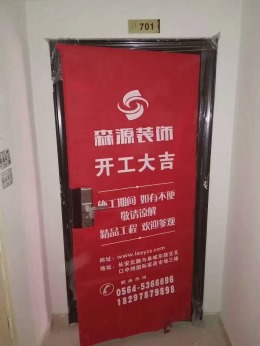 701
森源装饰
开工大吉
施工期间 如有不便
敬请谅解
精品工程 欢迎参观
0564-5366696
18297879898